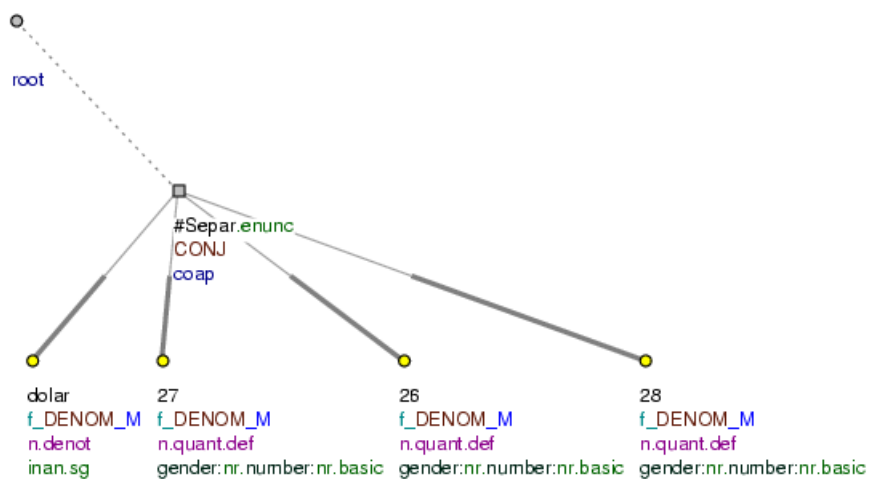 root
#Separ.enunc
CONJ
coap
dolar 27 26 28
f_DENOM_M f_DENOM_M f_DENOM_M f_DENOM_M
n.denot n.quant.def n.quant.def n.quant.def
inan.sg gender:nr.number:nr.basic gender:nr.number:nr.basic gender:nr.number:nr.basic